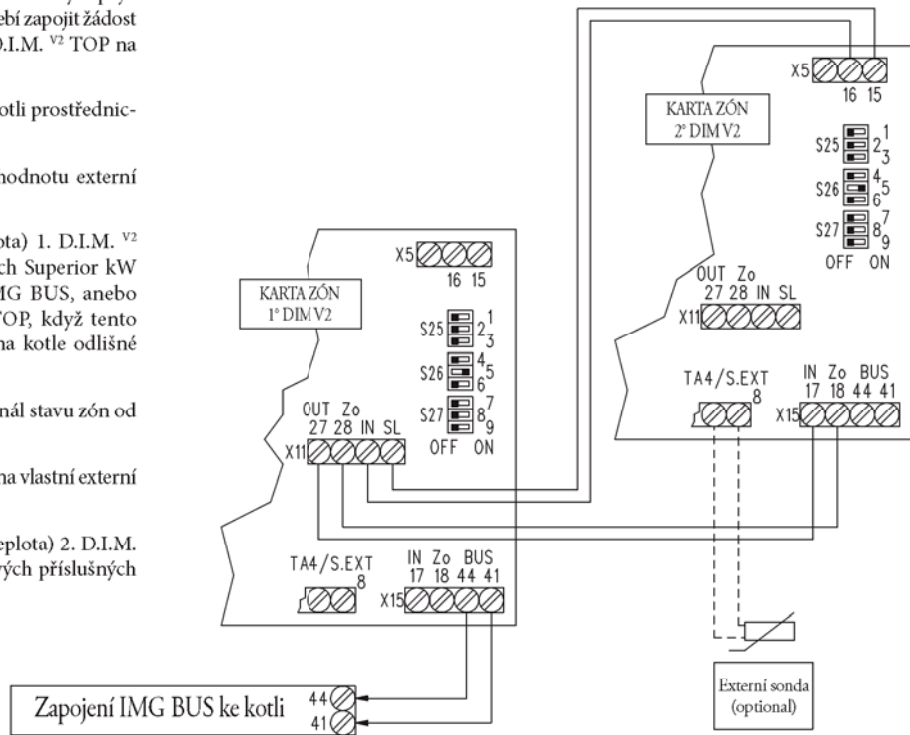 ebí zapojit žádost
D.I.M. V2 TOP na
otli prostřednic-
hodnotu externí
ota) 1. D.I.M. V2
ch Superior kW
MG BUS, anebo
TOP, když tento
na kotle odlišné
nál stavu zón od
na vlastní externí
eplota) 2. D.I.M.
vých příslušných
X5
16 15
KARTA ZÓN
2° DIM V2
S25
1
2
3
S26
4
5
6
S27
7
8
9
OFF ON
OUT Zo
27 28 IN SL
X11
TA4/S.EXT
8
IN Zo BUS
17 18 44 41
X15
Externí sonda
(optional)
X5
16 15
KARTA ZÓN
1° DIM V2
S25
1
2
3
S26
4
5
6
S27
7
8
9
OFF ON
OUT Zo
27 28 IN SL
X11
TA4/S.EXT
8
IN Zo BUS
17 18 44 41
X15
Zapojení IMG BUS ke kotli
44
41